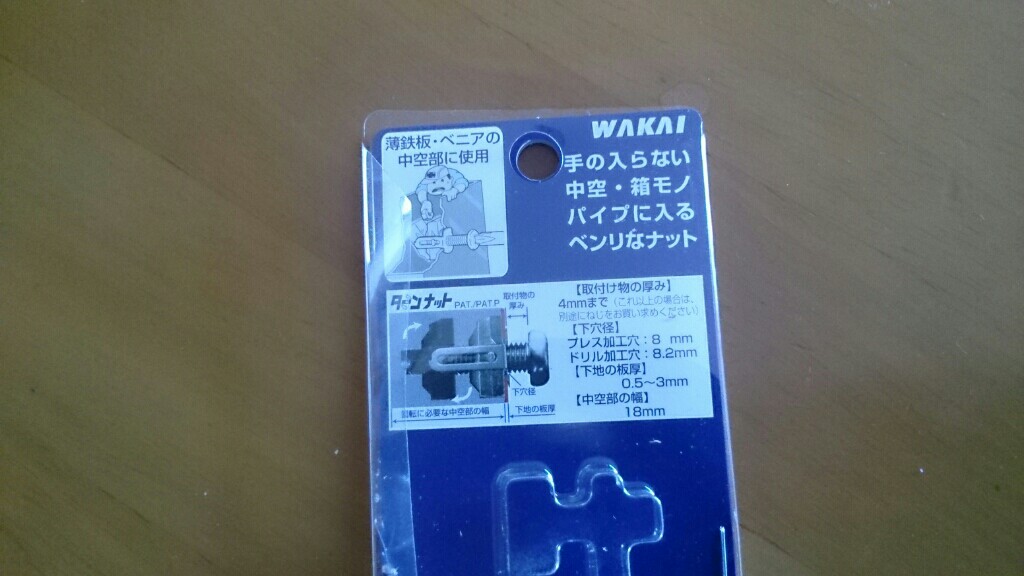 WAKAI
薄鉄板・ベニアの
中空部に使用
手の入らない
中空・箱モノ
パイプに入る
ベンリなナット
ターンナット PAT./PAT.P
取付物の
厚み
下穴径
回転に必要な中空部の幅
下地の板厚
【取付け物の厚み】
4mmまで(これ以上の場合は、
別途にねじをお買い求めください)
【下穴径】
プレス加工穴:8 mm
ドリル加工穴:8.2mm
【下地の板厚】
0.5~3mm
【中空部の幅】
18mm